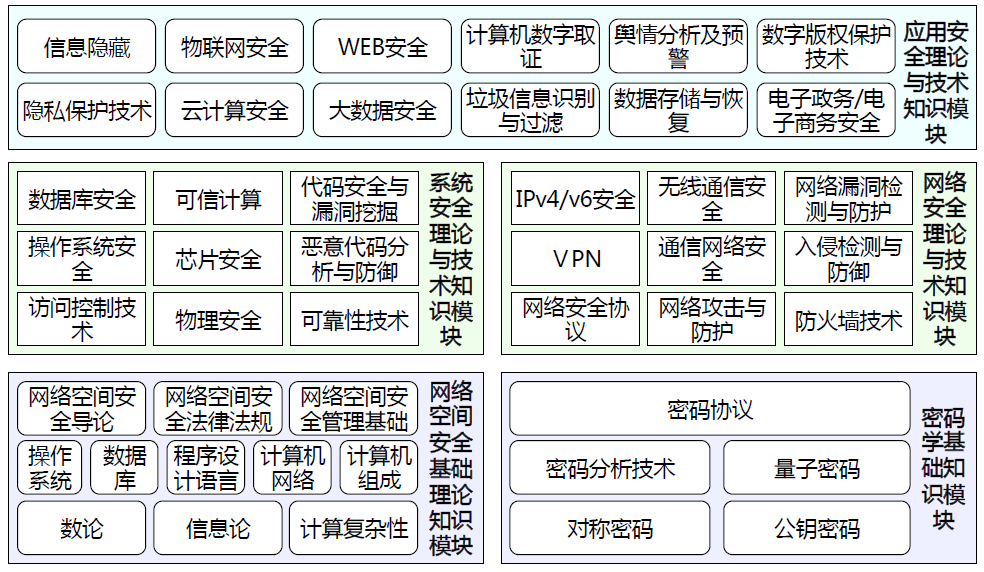 信息隐藏
物联网安全
WEB安全
计算机数字取
证
舆情分析及预
警
数字版权保护
技术
隐私保护技术
云计算安全
大数据安全
垃圾信息识别
与过滤
数据存储与恢
复
电子政务/电
子商务安全
应用安
全理论
与技术
知识模
块
数据库安全
可信计算
代码安全与
漏洞挖掘
操作系统安
全
芯片安全
恶意代码分
析与防御
访问控制技
术
物理安全
可靠性技术
系统
安全
理论
与技
术知
识模
块
IPv4/v6安全
无线通信安
全
网络漏洞检
测与防护
VPN
通信网络安
全
入侵检测与
防御
网络安全协
议
网络攻击与
防护
防火墙技术
网络
安全
理论
与技
术知
识模
块
网络空间安
全导论
网络空间安
全法律法规
网络空间安
全管理基础
操作
系统
数据
库
程序设
计语言
计算机
网络
计算机
组成
数论
信息论
计算复杂性
网络
空间
安全
基础
理论
知识
模块
密码协议
密码分析技术
量子密码
对称密码
公钥密码
密码
学基
础知
识模
块